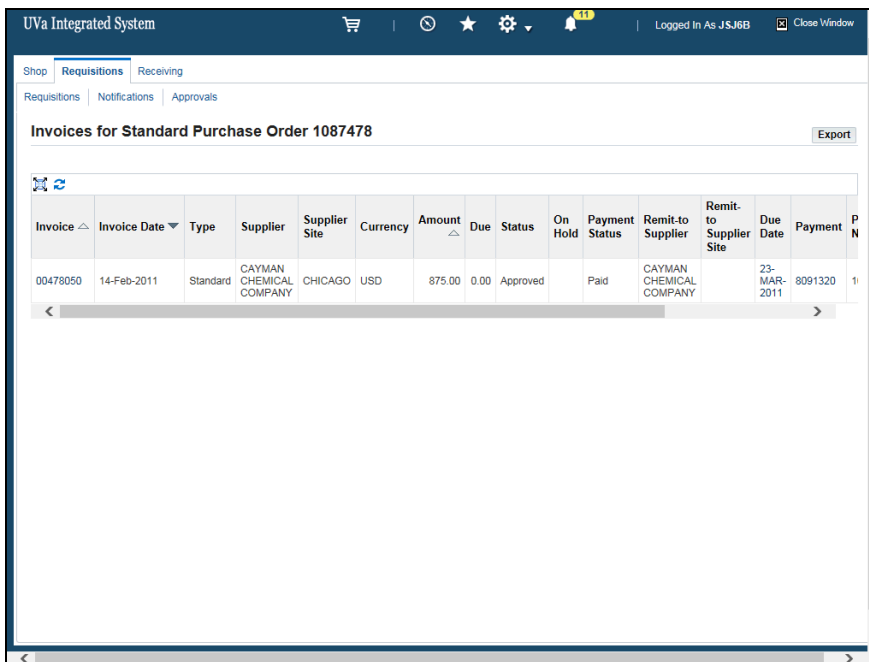 UVa Integrated System 11 Logged In As JSJ6B Close Window
Shop Requisitions Receiving
Requisitions Notifications Approvals
Invoices for Standard Purchase Order 1087478 Export
Invoice Invoice Date Type Supplier Supplier Site Currency Amount Due Status On Hold Payment Status Remit-to Supplier Remit-to Supplier Site Due Date Payment
00478050 14-Feb-2011 Standard CAYMAN CHEMICAL COMPANY CHICAGO USD 875.00 0.00 Approved Paid CAYMAN CHEMICAL COMPANY 23-MAR-2011 8091320